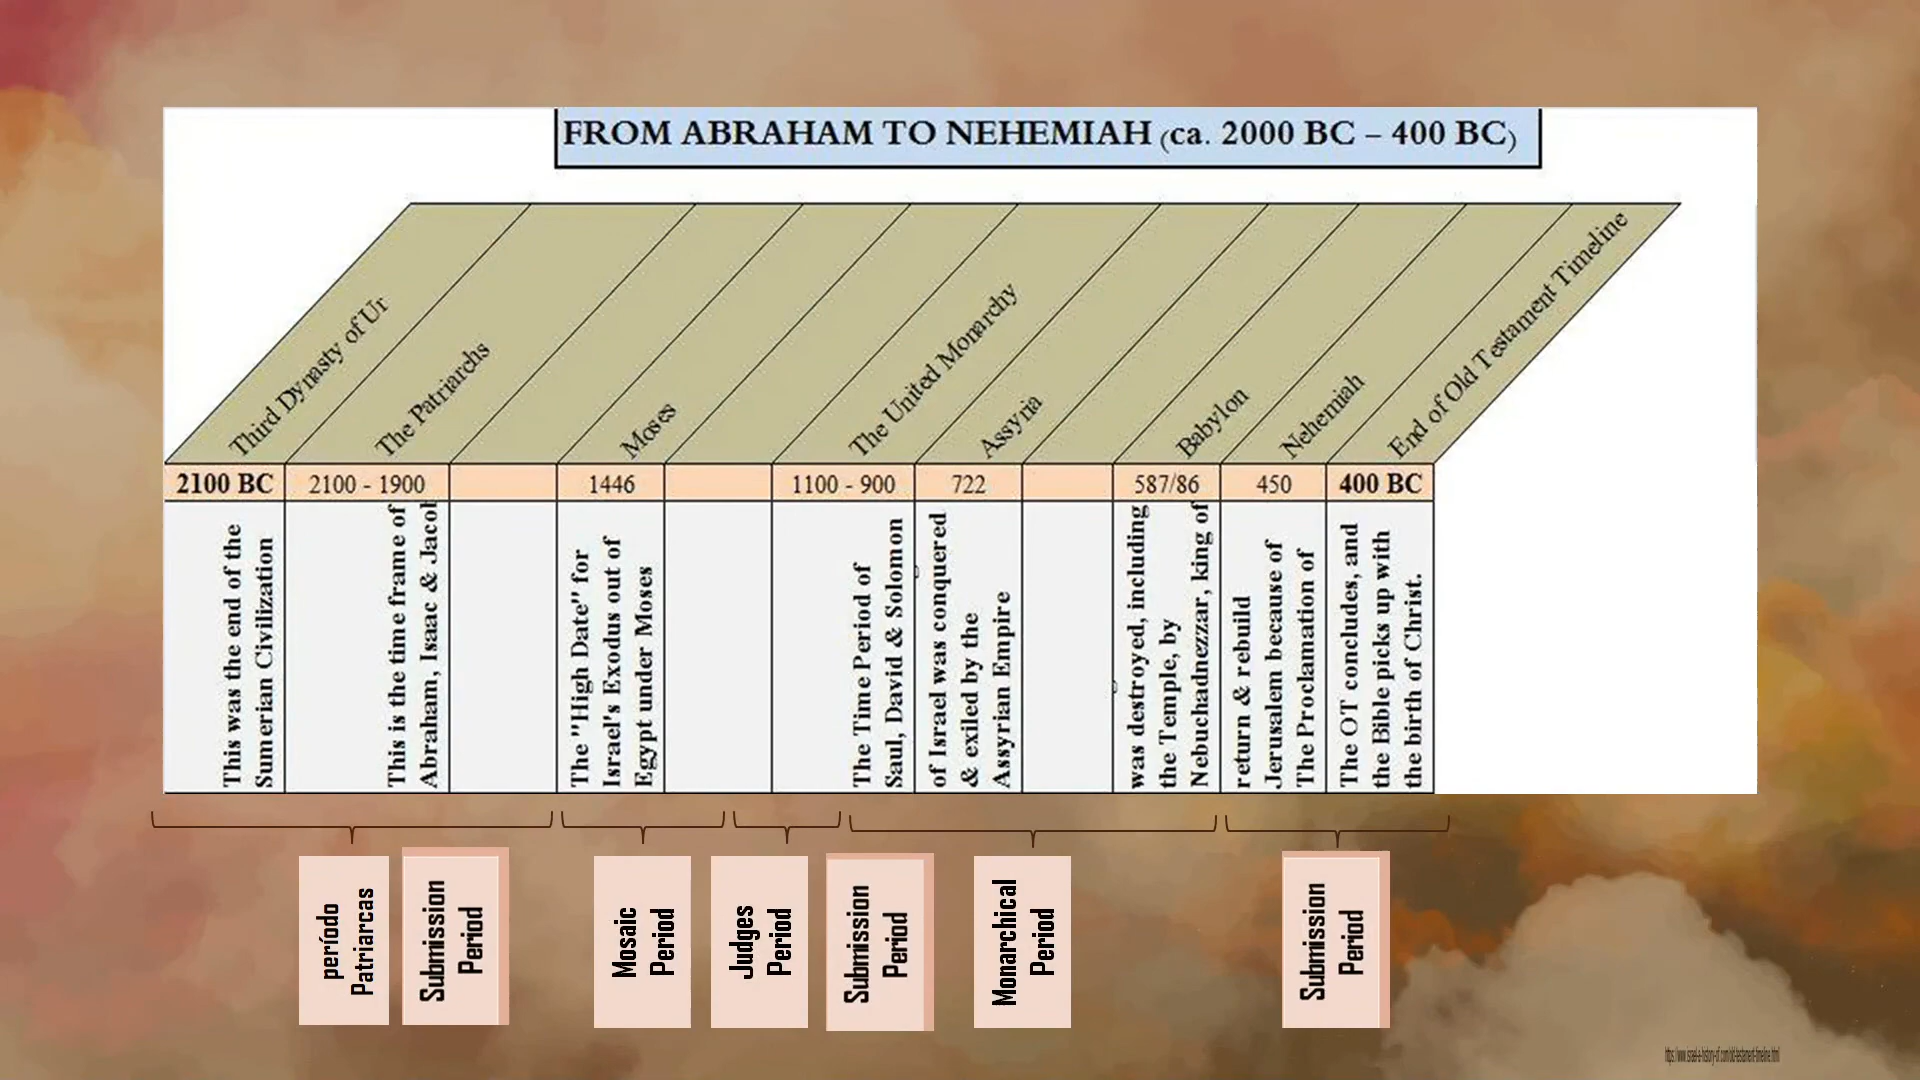 FROM ABRAHAM TO NEHEMIAH (ca. 2000 BC – 400 BC)
Third Dynasty of Ur
The Patriarchs
Moses
The United Monarchy
Assyria
Babylon
Nehemiah
End of Old Testament Timeline
2100 BC
2100 - 1900
1446
1100 - 900
722
587/86
450
400 BC
This was the end of the
Sumerian Civilization
This is the time frame of
Abraham, Isaac & Jacob
The "High Date" for
Israel's Exodus out of
Egypt under Moses
The Time Period of
Saul, David & Solomon
of Israel was conquered
& exiled by the
Assyrian Empire
was destroyed, including
the Temple, by
Nebuchadnezzar, king of
return & rebuild
Jerusalem because of
The Proclamation of
The OT concludes, and
the Bible picks up with
the birth of Christ.
período
Patriarcas
Submission
Period
Mosaic
Period
Judges
Period
Submission
Period
Monarchical
Period
Submission
Period